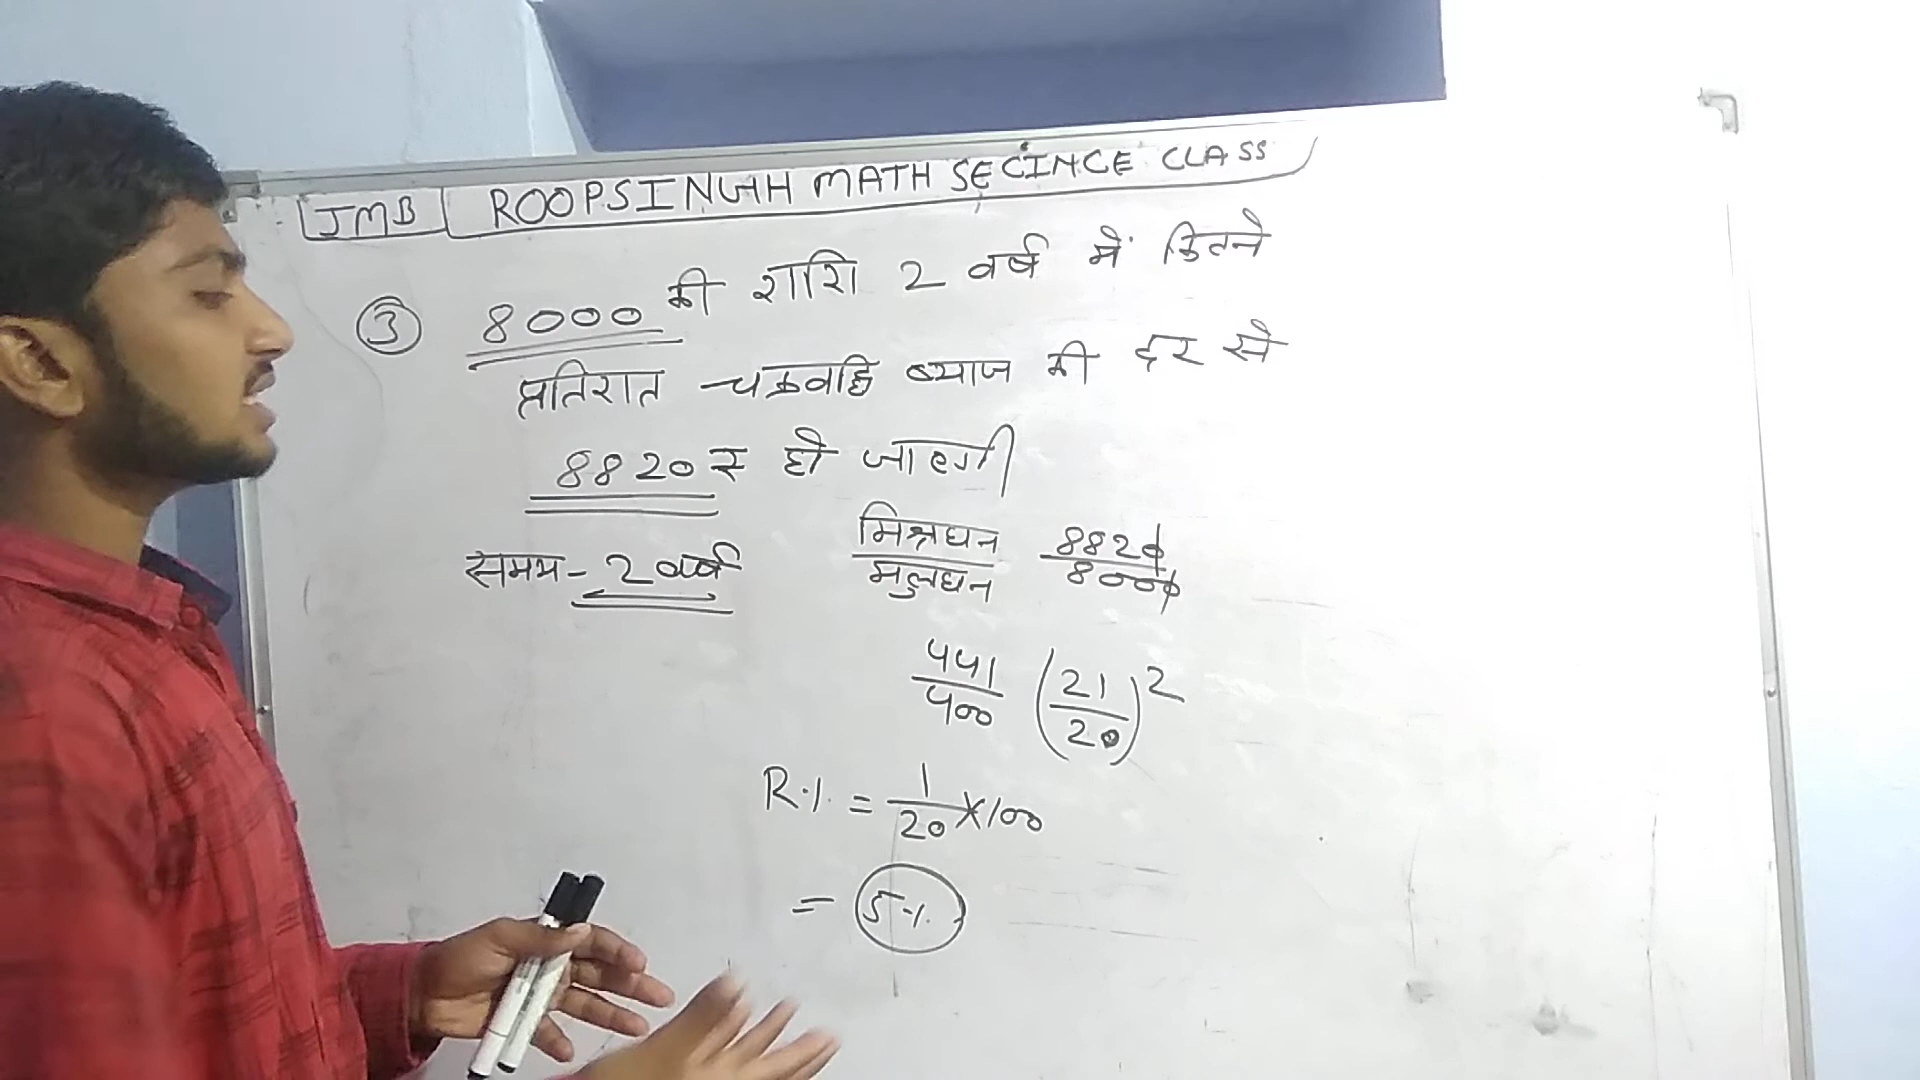 JMB ROOPSINGH MATH SECINCE CLASS
③ 8000 की राशि 2 वर्ष में कितने
प्रतिशत चक्रवद्धि ब्याज की दर से
8820 रु हो जाएगी
समय - 2 वर्ष
मिश्रधन / मुलधन 8820 / 8000
441 / 400 (21 / 20)²
R% = 1 / 20 × 100
= 5%